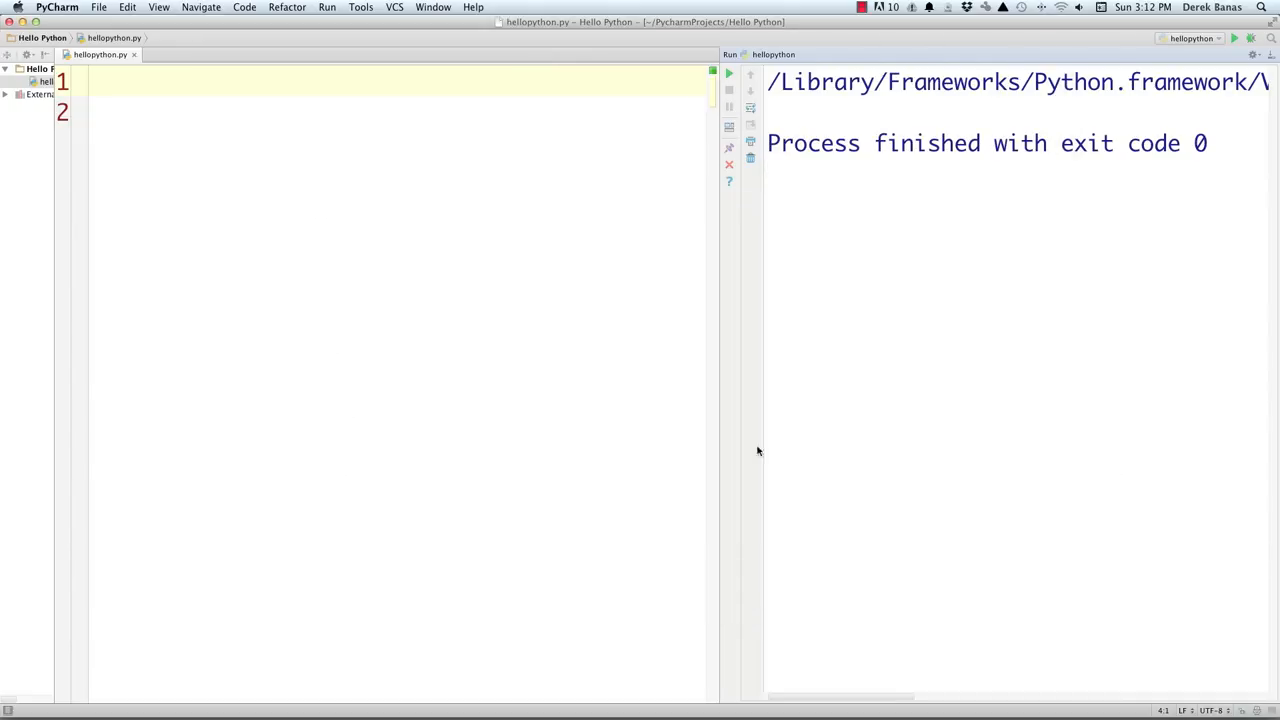 PyCharm File Edit View Navigate Code Refactor Run Tools VCS Window Help 10 Sun 3:12 PM Derek Banas
hellopython.py – Hello Python – [~/PycharmProjects/Hello Python]
Hello Python hellopython.py hellopython
hellopython.py Run hellopython
Hello P
hell
Externa
1
2
/Library/Frameworks/Python.framework/V
Process finished with exit code 0
4:1 LF UTF-8